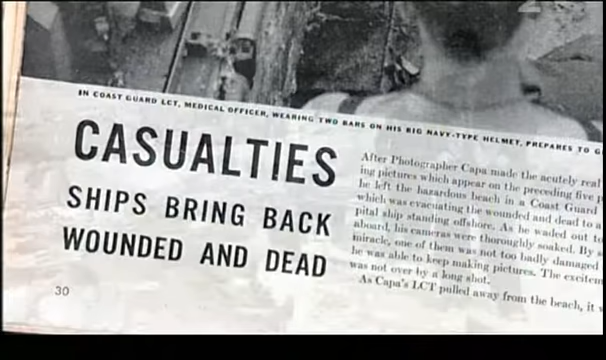 IN COAST GUARD LCT, MEDICAL OFFICER, WEARING TWO BARS ON HIS BIG NAVY-TYPE HELMET, PREPARES TO G
CASUALTIES
SHIPS BRING BACK
WOUNDED AND DEAD
After Photographer Capa made the acutely real
ing pictures which appear on the preceding five p
he left the hazardous beach in a Coast Guard
which was evacuating the wounded and dead to a
pital ship standing offshore. As he waded out to
aboard, his cameras were thoroughly soaked. By s
miracle, one of them was not too badly damaged
he was able to keep making pictures. The excitem
was not over by a long shot.
As Capa's LCT pulled away from the beach, it
30